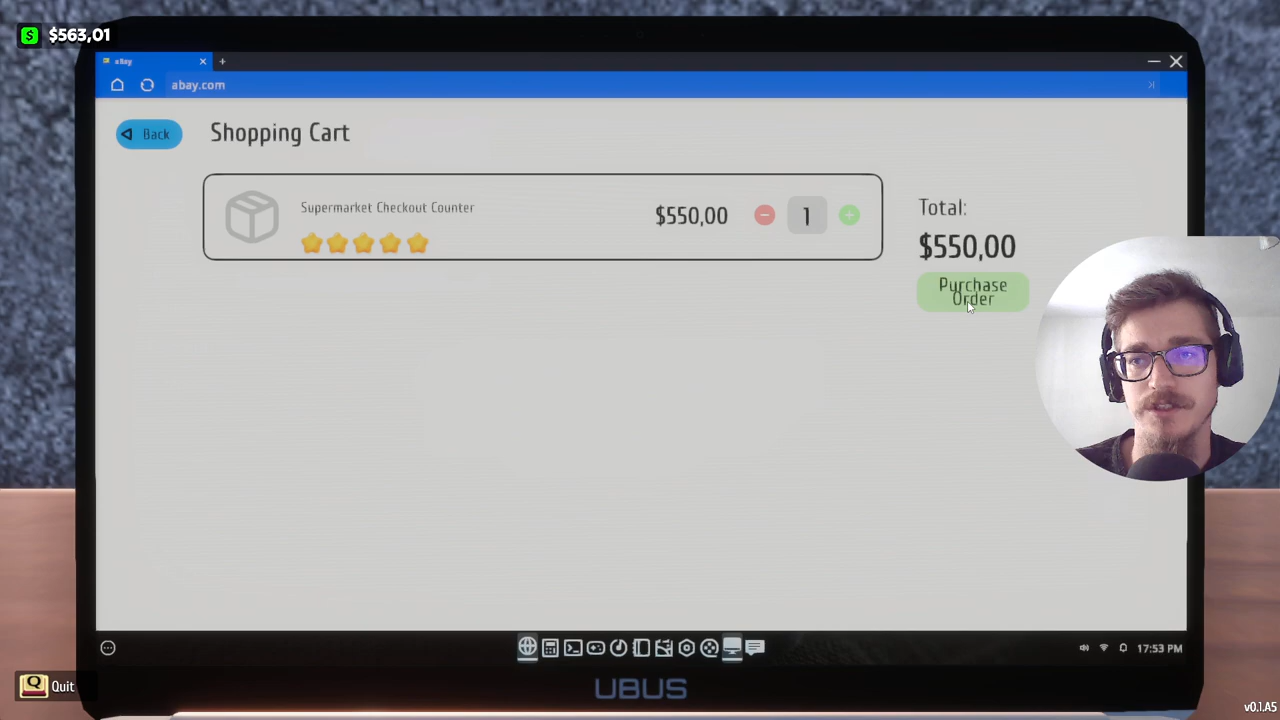 $ $563,01
aBay
abay.com
Back
Shopping Cart
Supermarket Checkout Counter
$550,00
1
Total:
$550,00
Purchase
Order
17:53 PM
Q Quit
UBUS
v0.1.A5